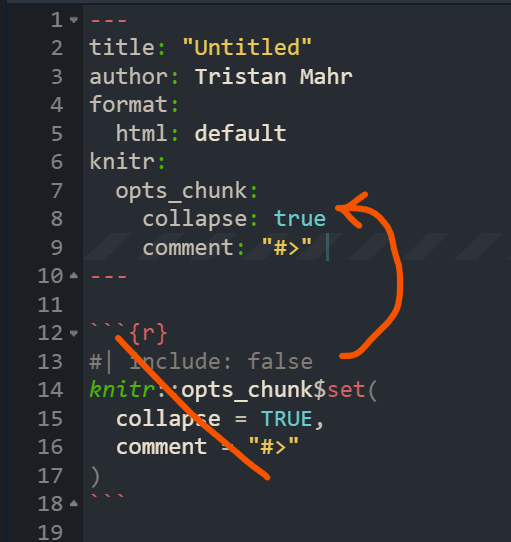 1 ---
2 title: "Untitled"
3 author: Tristan Mahr
4 format:
5   html: default
6 knitr:
7   opts_chunk:
8     collapse: true
9     comment: "#>"
10 ---
11
12 ```{r}
13 #| include: false
14 knitr::opts_chunk$set(
15   collapse = TRUE,
16   comment = "#>"
17 )
18 ```
19